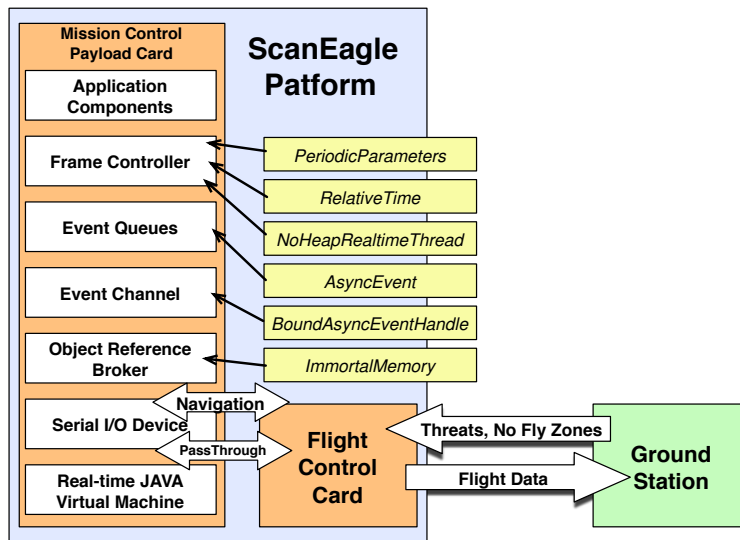 Mission Control
Payload Card
ScanEagle
Patform
Application
Components
Frame Controller
Event Queues
Event Channel
Object Reference
Broker
Serial I/O Device
Real-time JAVA
Virtual Machine
PeriodicParameters
RelativeTime
NoHeapRealtimeThread
AsyncEvent
BoundAsyncEventHandle
ImmortalMemory
Navigation
PassThrough
Flight
Control
Card
Threats, No Fly Zones
Flight Data
Ground
Station